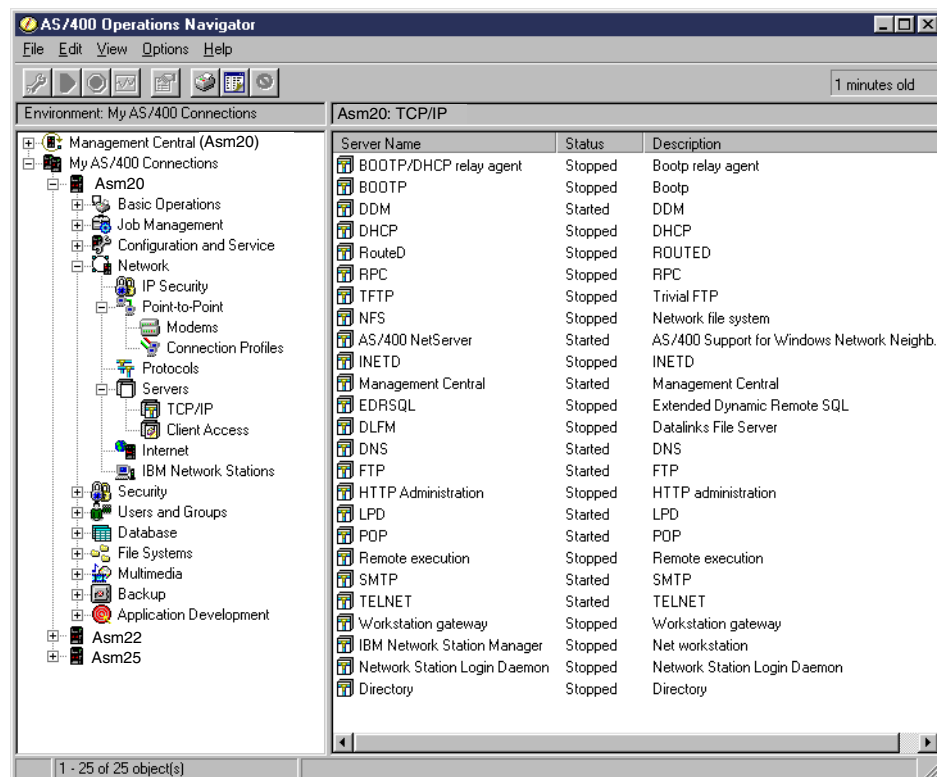 AS/400 Operations Navigator
File Edit View Options Help
1 minutes old
Environment: My AS/400 Connections
Asm20: TCP/IP
Management Central (Asm20)
My AS/400 Connections
Asm20
Basic Operations
Job Management
Configuration and Service
Network
IP Security
Point-to-Point
Modems
Connection Profiles
Protocols
Servers
TCP/IP
Client Access
Internet
IBM Network Stations
Security
Users and Groups
Database
File Systems
Multimedia
Backup
Application Development
Asm22
Asm25
Server Name Status Description
BOOTP/DHCP relay agent Stopped Bootp relay agent
BOOTP Stopped Bootp
DDM Started DDM
DHCP Stopped DHCP
RouteD Stopped ROUTED
RPC Stopped RPC
TFTP Stopped Trivial FTP
NFS Stopped Network file system
AS/400 NetServer Started AS/400 Support for Windows Network Neighb.
INETD Stopped INETD
Management Central Started Management Central
EDRSQL Stopped Extended Dynamic Remote SQL
DLFM Stopped Datalinks File Server
DNS Started DNS
FTP Started FTP
HTTP Administration Stopped HTTP administration
LPD Started LPD
POP Started POP
Remote execution Stopped Remote execution
SMTP Started SMTP
TELNET Started TELNET
Workstation gateway Stopped Workstation gateway
IBM Network Station Manager Stopped Net workstation
Network Station Login Daemon Stopped Network Station Login Daemon
Directory Stopped Directory
1 - 25 of 25 object(s)